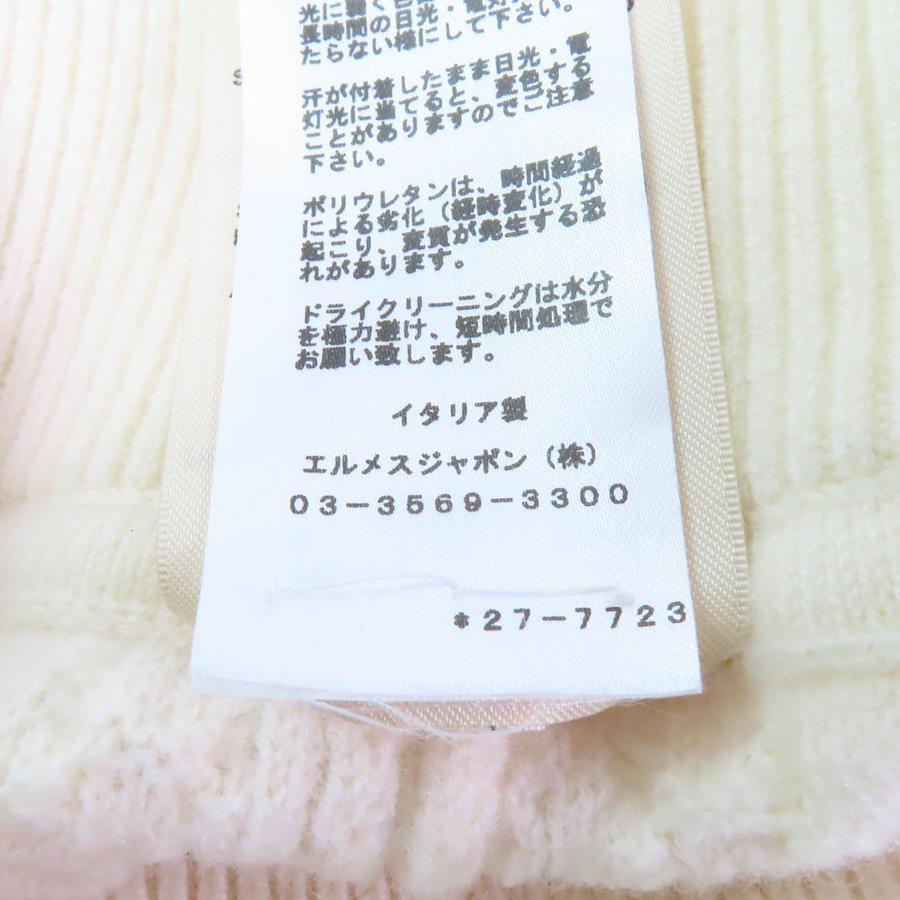 長時間の日光・電灯
たらない様にして下さい。
汗が付着したまま日光・電
灯光に当てると、変色する
ことがありますのでご注意
下さい。
ポリウレタンは、時間経過
による劣化（経時変化）が
起こり、変質が発生する恐
れがあります。
ドライクリーニングは水分
を極力避け、短時間処理で
お願い致します。
イタリア製
エルメスジャポン（株）
03-3569-3300
*27-7723